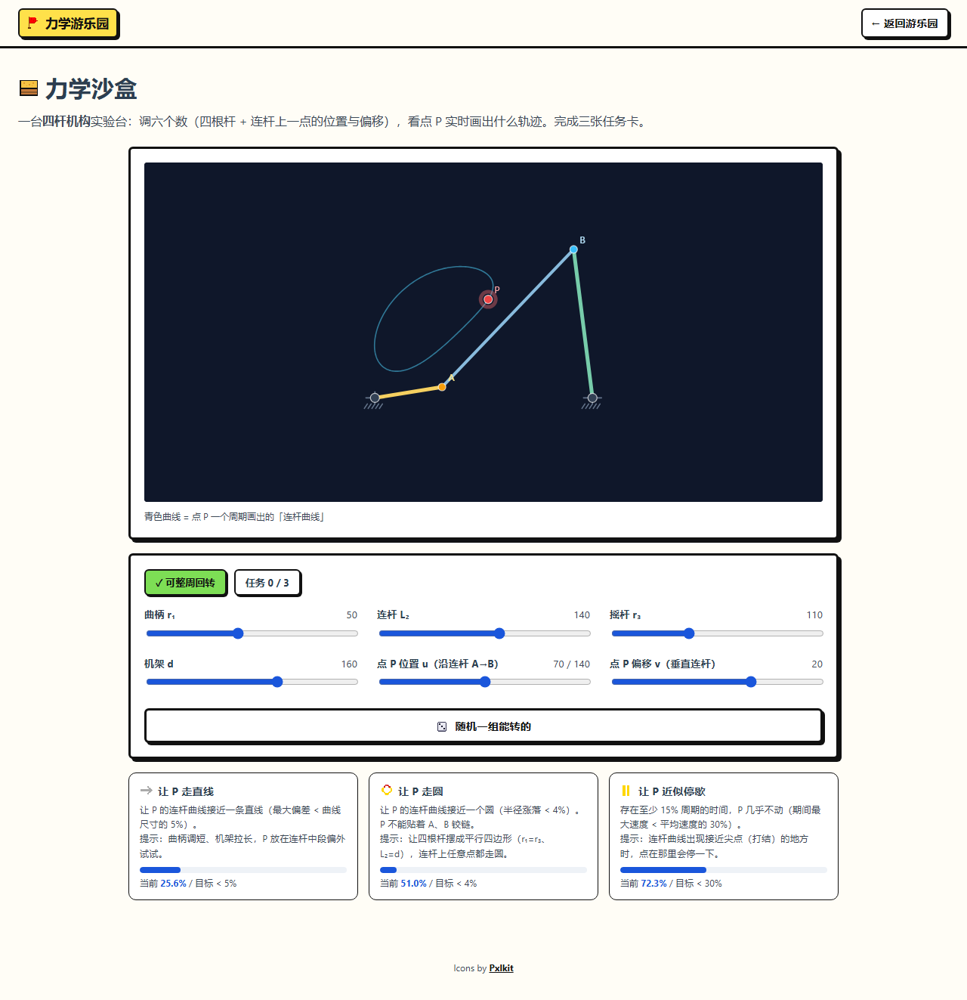 力学游乐园
← 返回游乐园
力学沙盒
一台四杆机构实验台：调六个数（四根杆 + 连杆上一点的位置与偏移），看点 P 实时画出什么轨迹。完成三张任务卡。
B
P
A
青色曲线 = 点 P 一个周期画出的「连杆曲线」
✓ 可整周回转 任务 0 / 3
曲柄 r₁ 50 连杆 L₂ 140 摇杆 r₃ 110
机架 d 160 点 P 位置 u（沿连杆 A→B） 70 / 140 点 P 偏移 v（垂直连杆） 20
随机一组能转的
让 P 走直线
让 P 的连杆曲线接近一条直线（最大偏差 < 曲线
尺寸的 5%）。
提示：曲柄调短、机架拉长，P 放在连杆中段偏外
试试。
当前 25.6% / 目标 < 5%
让 P 走圆
让 P 的连杆曲线接近一个圆（半径涨落 < 4%）。
P 不能贴着 A、B 铰链。
提示：让四根杆摆成平行四边形（r₁=r₃、
L₂=d），连杆上任意点都走圆。
当前 51.0% / 目标 < 4%
让 P 近似停歇
存在至少 15% 周期的时间，P 几乎不动（期间最
大速度 < 平均速度的 30%）。
提示：连杆曲线出现接近尖点（打结）的地方
时，点在那里会停一下。
当前 72.3% / 目标 < 30%
Icons by Pxlkit